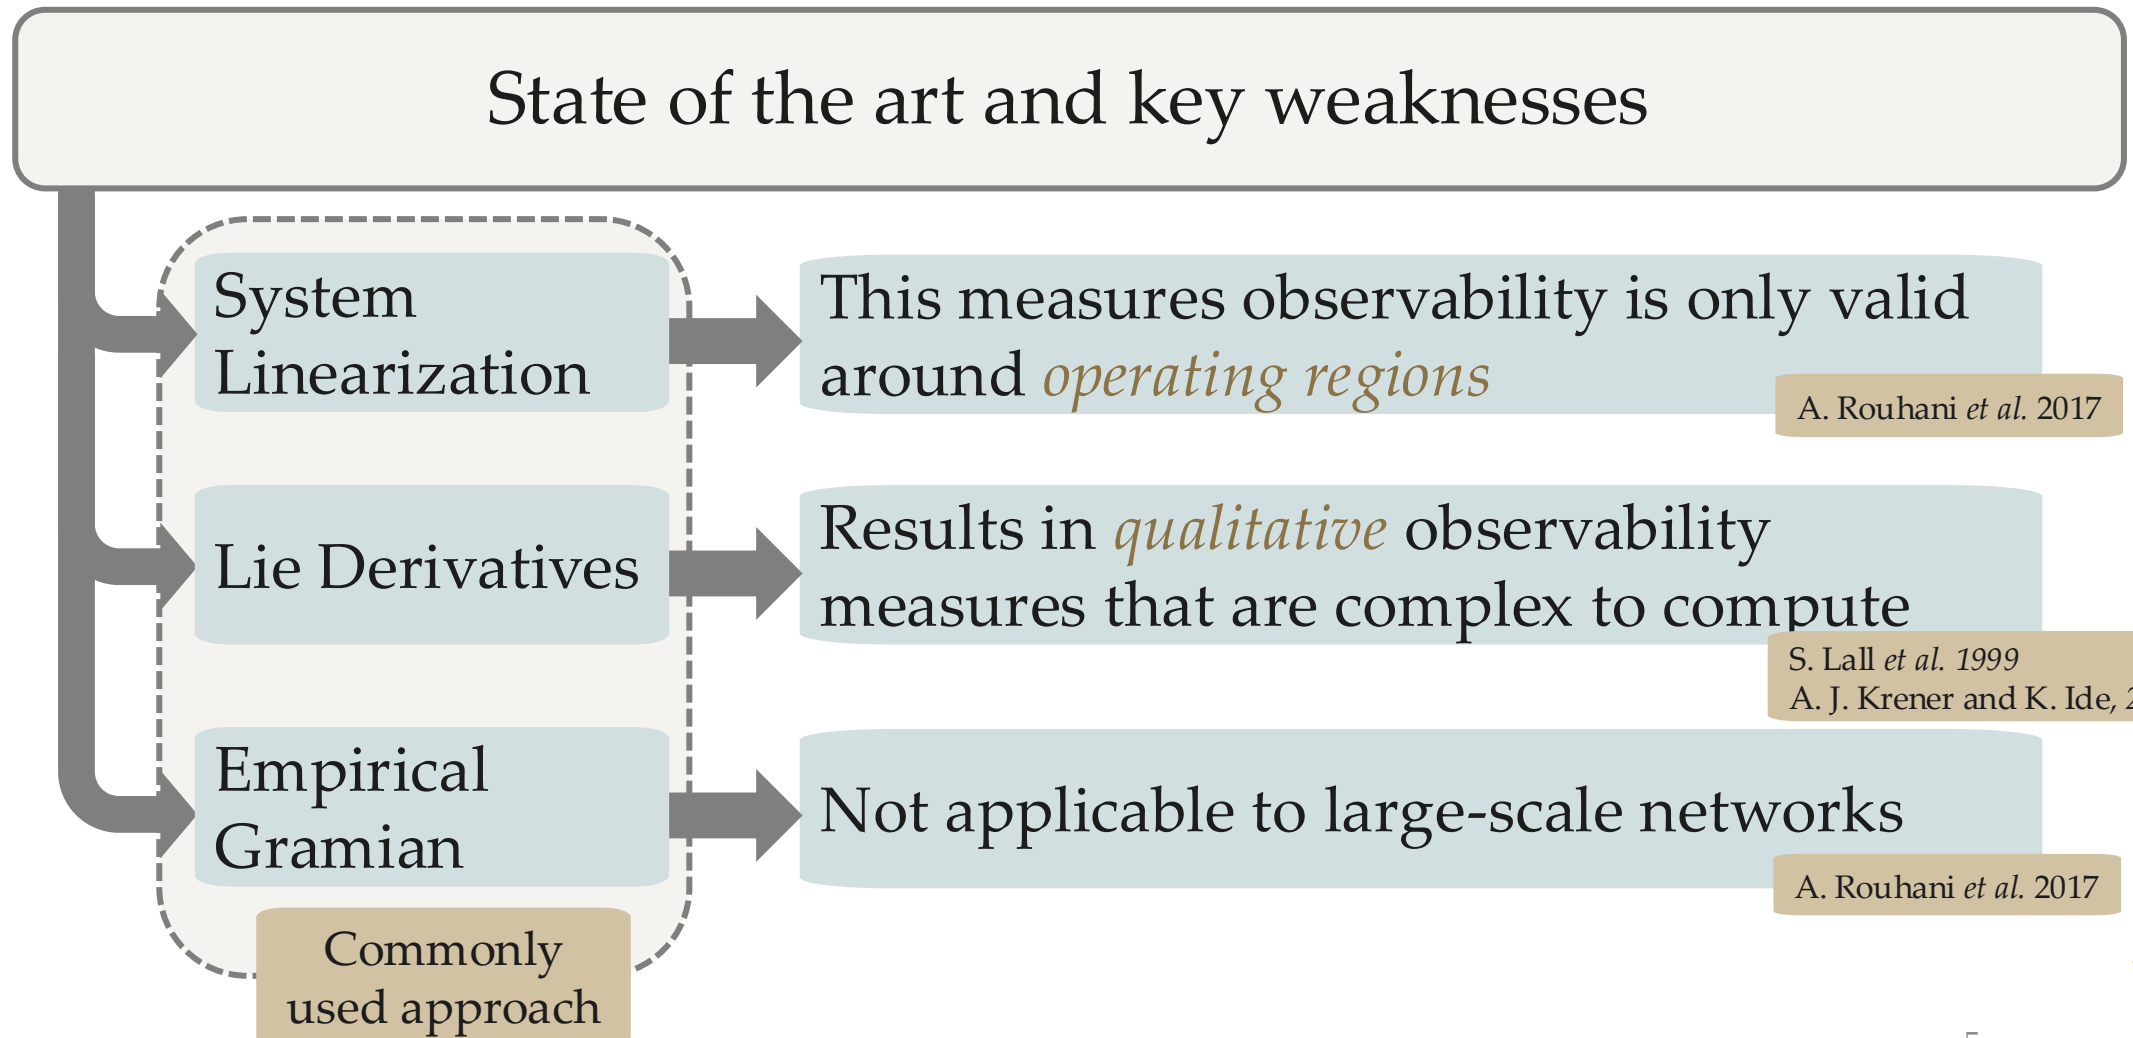 State of the art and key weaknesses
System
Linearization
This measures observability is only valid
around operating regions
A. Rouhani et al. 2017
Lie Derivatives
Results in qualitative observability
measures that are complex to compute
S. Lall et al. 1999
A. J. Krener and K. Ide,
Empirical
Gramian
Not applicable to large-scale networks
A. Rouhani et al. 2017
Commonly
used approach